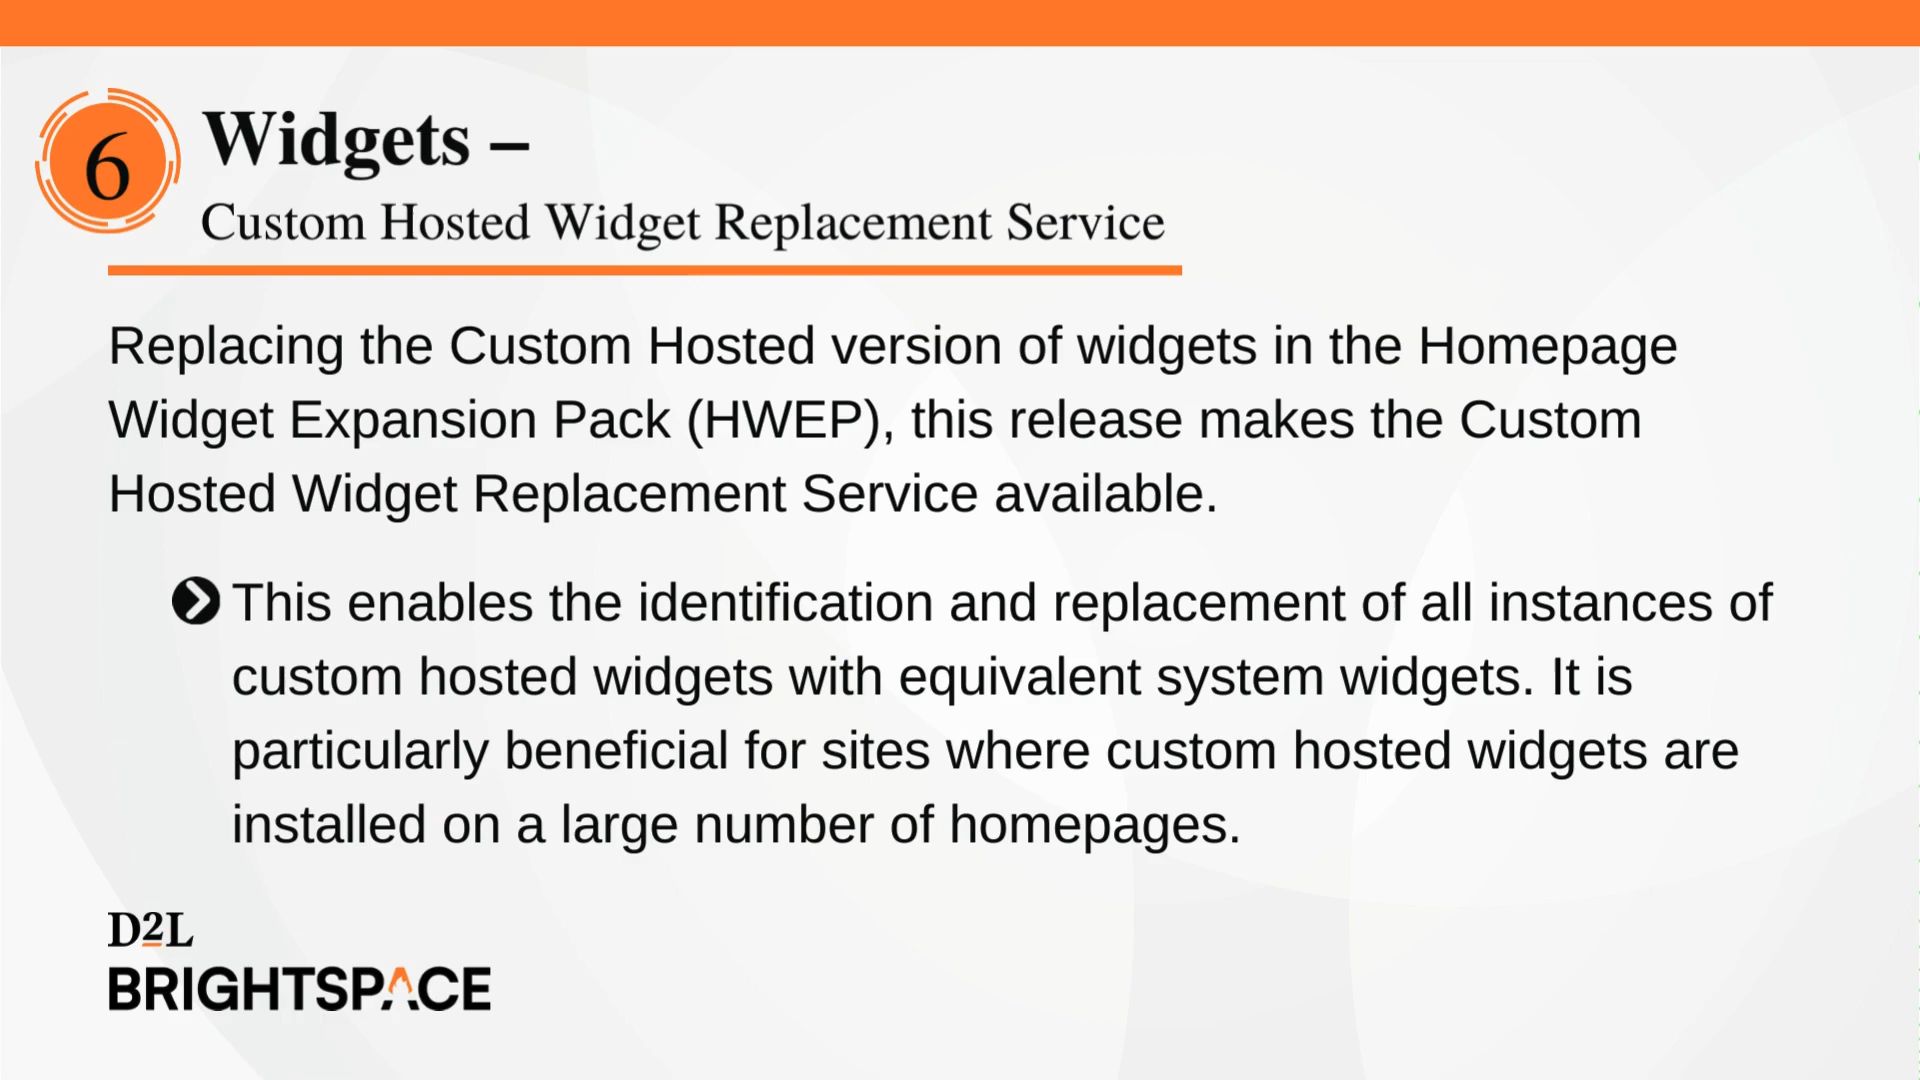 6
Widgets –
Custom Hosted Widget Replacement Service
Replacing the Custom Hosted version of widgets in the Homepage
Widget Expansion Pack (HWEP), this release makes the Custom
Hosted Widget Replacement Service available.
This enables the identification and replacement of all instances of
custom hosted widgets with equivalent system widgets. It is
particularly beneficial for sites where custom hosted widgets are
installed on a large number of homepages.
D2L
BRIGHTSPACE